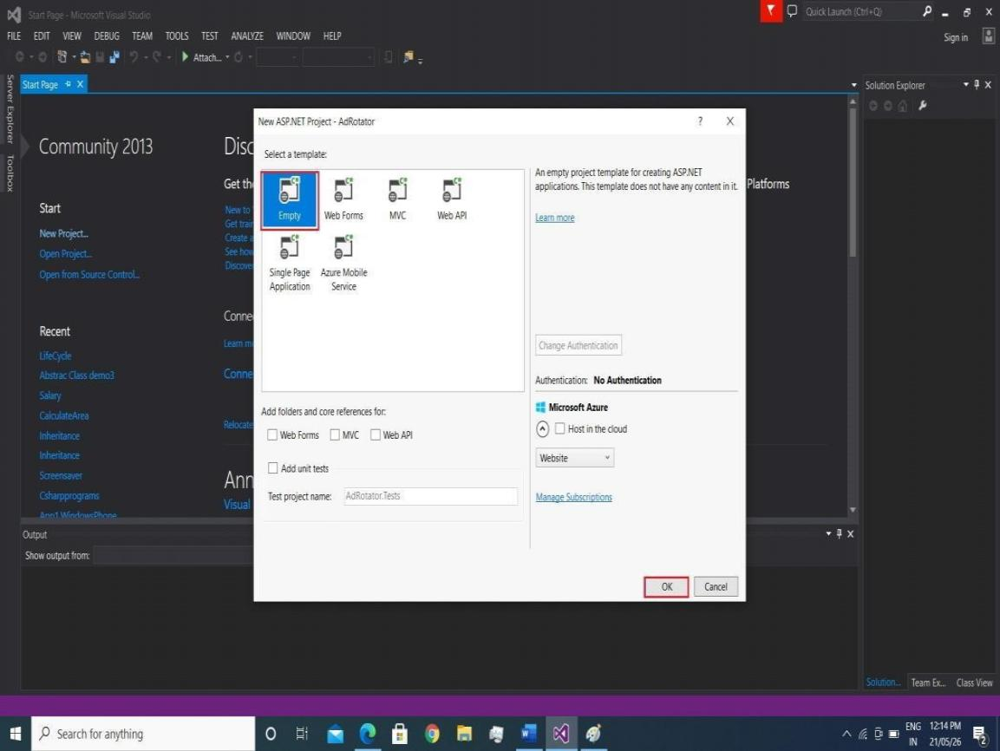 Start Page - Microsoft Visual Studio
Quick Launch (Ctrl+Q)
FILE EDIT VIEW DEBUG TEAM TOOLS TEST ANALYZE WINDOW HELP
Sign in
Attach...
Server Explorer
Toolbox
Start Page
Solution Explorer
Community 2013
Disc
Get th
Platforms
New to
Get train
Create a
See how
Discove
Start
New Project...
Open Project...
Open from Source Control...
Conne
Learn m
Conne
Relocate
Recent
LifeCycle
Abstrac Class demo3
Salary
CalculateArea
Inheritance
Inheritance
Screensaver
Csharpprograms
App1 WindowsPhone
Ann
Visual
New ASP.NET Project - AdRotator
? X
Select a template:
Empty
Web Forms
MVC
Web API
Single Page
Application
Azure Mobile
Service
An empty project template for creating ASP.NET
applications. This template does not have any content in it.
Learn more
Change Authentication
Authentication: No Authentication
Microsoft Azure
Host in the cloud
Website
Manage Subscriptions
Add folders and core references for:
Web Forms MVC Web API
Add unit tests
Test project name: AdRotator.Tests
OK Cancel
Output
Show output from:
Solution... Team Ex... Class View
Search for anything
ENG
IN
12:14 PM
21/05/26
2